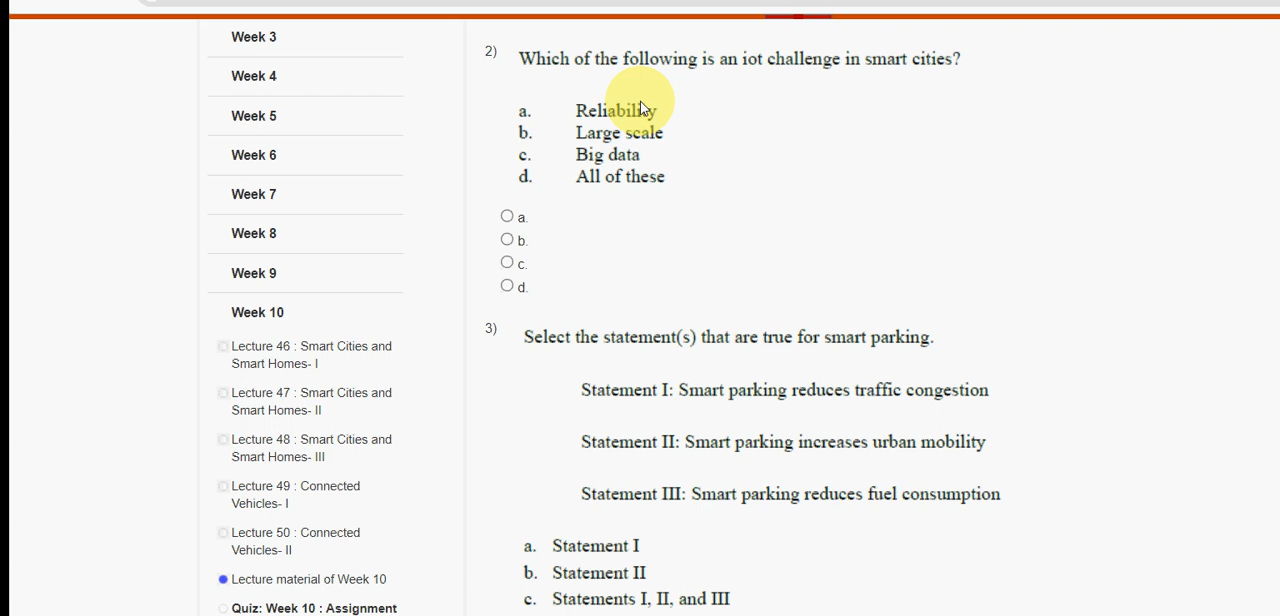 Week 3
Week 4
Week 5
Week 6
Week 7
Week 8
Week 9
Week 10
Lecture 46 : Smart Cities and
Smart Homes- I
Lecture 47 : Smart Cities and
Smart Homes- II
Lecture 48 : Smart Cities and
Smart Homes- III
Lecture 49 : Connected
Vehicles- I
Lecture 50 : Connected
Vehicles- II
Lecture material of Week 10
Quiz: Week 10 : Assignment
2) Which of the following is an iot challenge in smart cities?
a. Reliability
b. Large scale
c. Big data
d. All of these
a.
b.
c.
d.
3) Select the statement(s) that are true for smart parking.
Statement I: Smart parking reduces traffic congestion
Statement II: Smart parking increases urban mobility
Statement III: Smart parking reduces fuel consumption
a. Statement I
b. Statement II
c. Statements I, II, and III